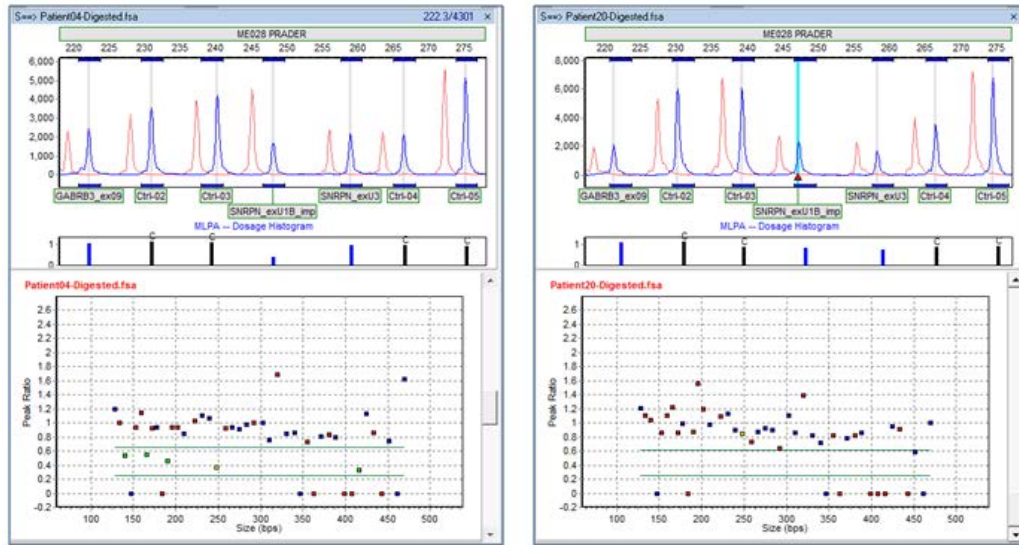 S==> Patient04-Digested.fsa 222.3/4301 ×
ME028 PRADER
220 225 230 235 240 245 250 255 260 265 270 275
6,000
5,000
4,000
3,000
2,000
1,000
0
GABRB3_ex09 Ctrl-02 Ctrl-03 SNRPN_exU3 Ctrl-04 Ctrl-05
SNRPN_exU1B_imp
MLPA -- Dosage Histogram
C C C C
1
0
Patient04-Digested.fsa
Peak Ratio
2.6
2.4
2.2
2
1.8
1.6
1.4
1.2
1
0.8
0.6
0.4
0.2
0
-0.2
100 150 200 250 300 350 400 450 500
Size (bps)
S==> Patient20-Digested.fsa ×
ME028 PRADER
220 225 230 235 240 245 250 255 260 265 270 275
8,000
6,000
4,000
2,000
0
GABRB3_ex09 Ctrl-02 Ctrl-03 SNRPN_exU3 Ctrl-04 Ctrl-05
SNRPN_exU1B_imp
MLPA -- Dosage Histogram
C C C C
1
0
Patient20-Digested.fsa
Peak Ratio
2.6
2.4
2.2
2
1.8
1.6
1.4
1.2
1
0.8
0.6
0.4
0.2
0
-0.2
100 150 200 250 300 350 400 450 500
Size (bps)